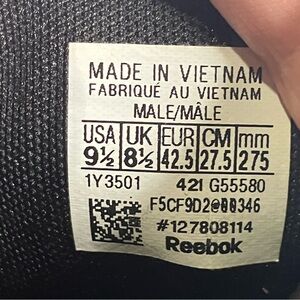 MADE IN VIETNAM
FABRIQUÉ AU VIETNAM
MALE/MÂLE
USA UK EUR CM mm
9½ 8½ 42.5 27.5 275
1Y3501 421 G55580
F5CF9D2@00346
#127808114
Reebok